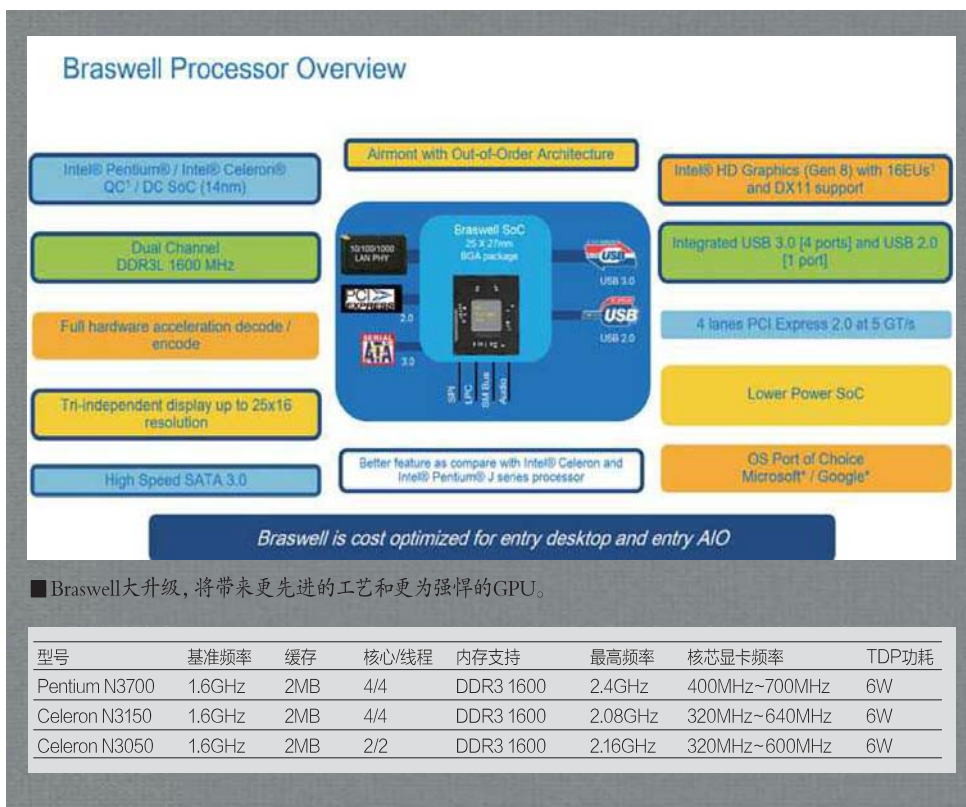 Braswell Processor Overview
Intel® Pentium® / Intel® Celeron®
QC¹ / DC SoC (14nm)
Dual Channel
DDR3L 1600 MHz
Full hardware acceleration decode /
encode
Tri-independent display up to 25x16
resolution
High Speed SATA 3.0
Airmont with Out-of-Order Architecture
Braswell SoC
25 X 27mm
BGA package
10/100/1000
LAN PHY
PCI
EXPRESS
2.0
SERIAL
ATA
3.0
USB
USB 3.0
USB
USB 2.0
SPI
LPC
SM Bus
Audio
Better feature as compare with Intel® Celeron and
Intel® Pentium® J series processor
Intel® HD Graphics (Gen 8) with 16EUs¹
and DX11 support
Integrated USB 3.0 [4 ports] and USB 2.0
[1 port]
4 lanes PCI Express 2.0 at 5 GT/s
Lower Power SoC
OS Port of Choice
Microsoft* / Google*
Braswell is cost optimized for entry desktop and entry AIO
■Braswell大升级，将带来更先进的工艺和更为强悍的GPU。
型号 基准频率 缓存 核心/线程 内存支持 最高频率 核芯显卡频率 TDP功耗
Pentium N3700 1.6GHz 2MB 4/4 DDR3 1600 2.4GHz 400MHz~700MHz 6W
Celeron N3150 1.6GHz 2MB 4/4 DDR3 1600 2.08GHz 320MHz~640MHz 6W
Celeron N3050 1.6GHz 2MB 2/2 DDR3 1600 2.16GHz 320MHz~600MHz 6W